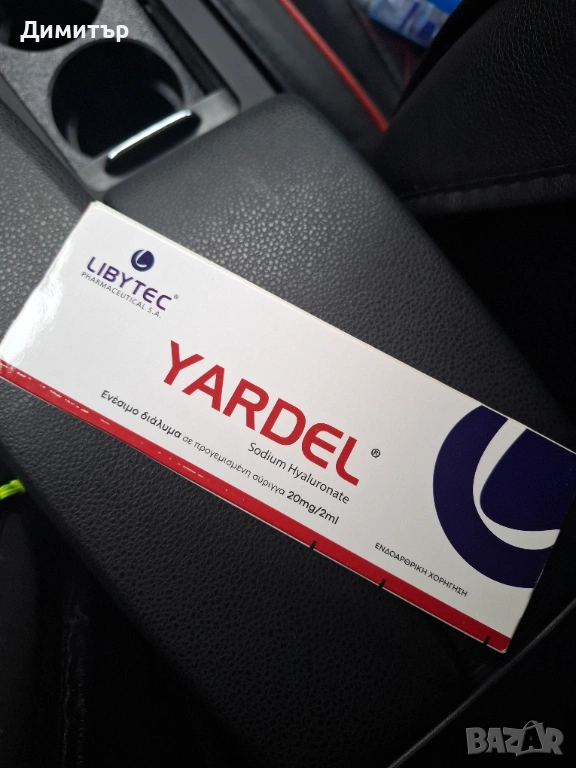 Димитър
LIBYTEC®
PHARMACEUTICAL S.A.
YARDEL®
Sodium Hyaluronate
Ενέσιμο διάλυμα σε προγεμισμένη σύριγγα 20mg/2ml
ΕΝΔΟΑΡΘΡΙΚΗ ΧΟΡΗΓΗΣΗ
BAZAR